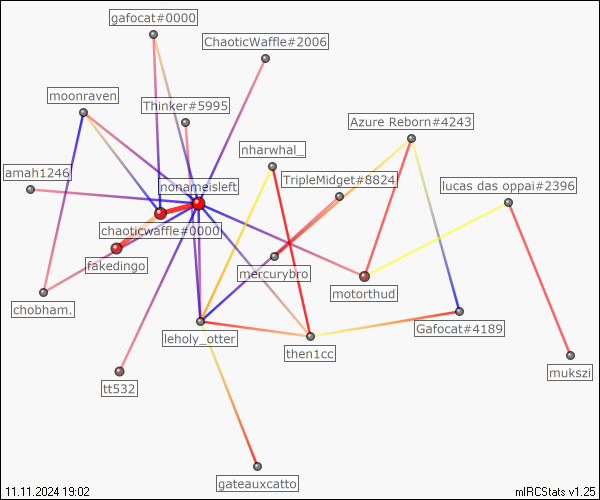 gafocat#0000
ChaoticWaffle#2006
moonraven
Thinker#5995
Azure Reborn#4243
nharwhal_
amah1246
nonameisleft
TripleMidget#8824
lucas das oppai#2396
chaoticwaffle#0000
fakedingo
mercurybro
motorthud
chobham.
leholy_otter
Gafocat#4189
then1cc
mukszi
tt532
gateauxcatto
11.11.2024 19:02
mIRCStats v1.25